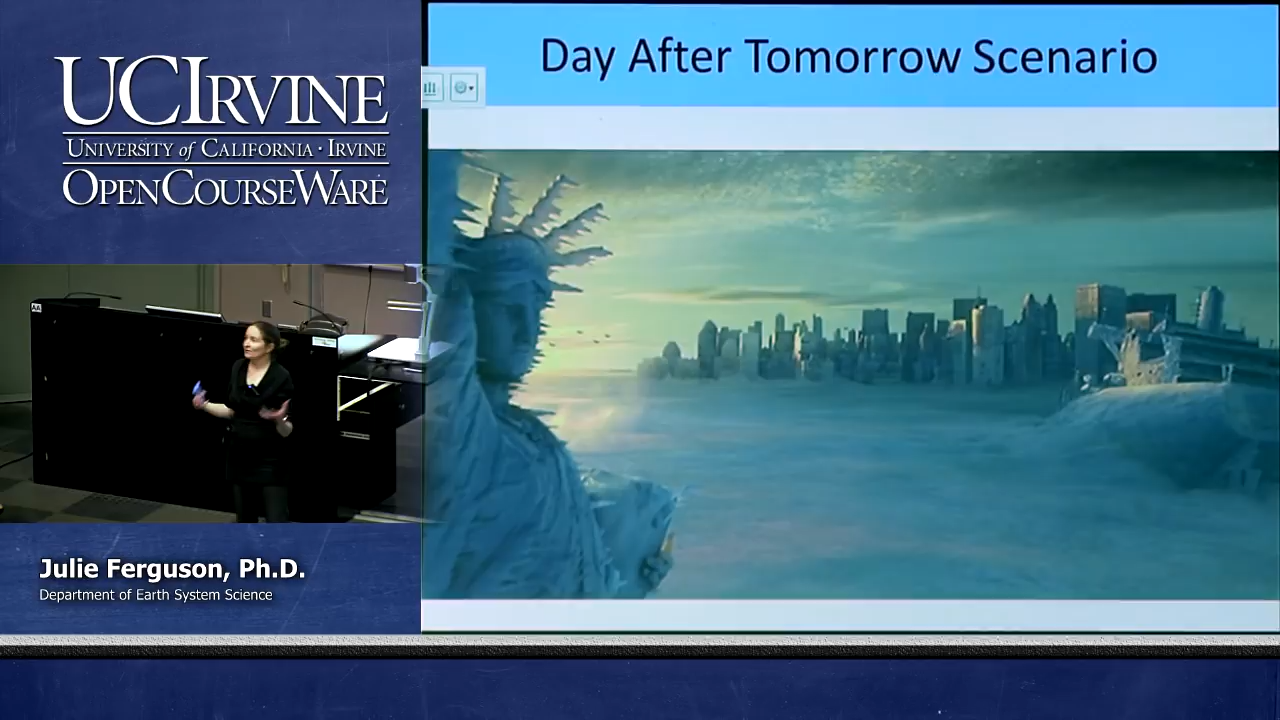 UCIRVINE
UNIVERSITY of CALIFORNIA · IRVINE
OPENCOURSEWARE
Day After Tomorrow Scenario
Julie Ferguson, Ph.D.
Department of Earth System Science